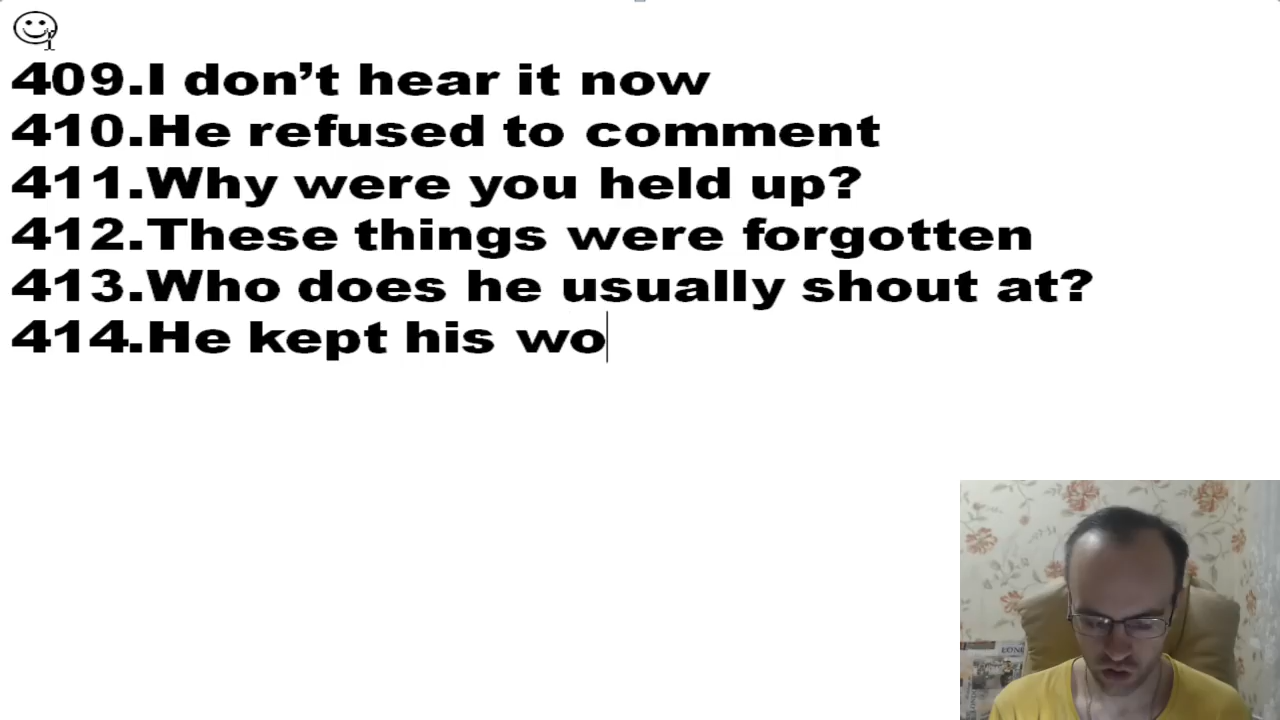 409.I don’t hear it now
410.He refused to comment
411.Why were you held up?
412.These things were forgotten
413.Who does he usually shout at?
414.He kept his wo